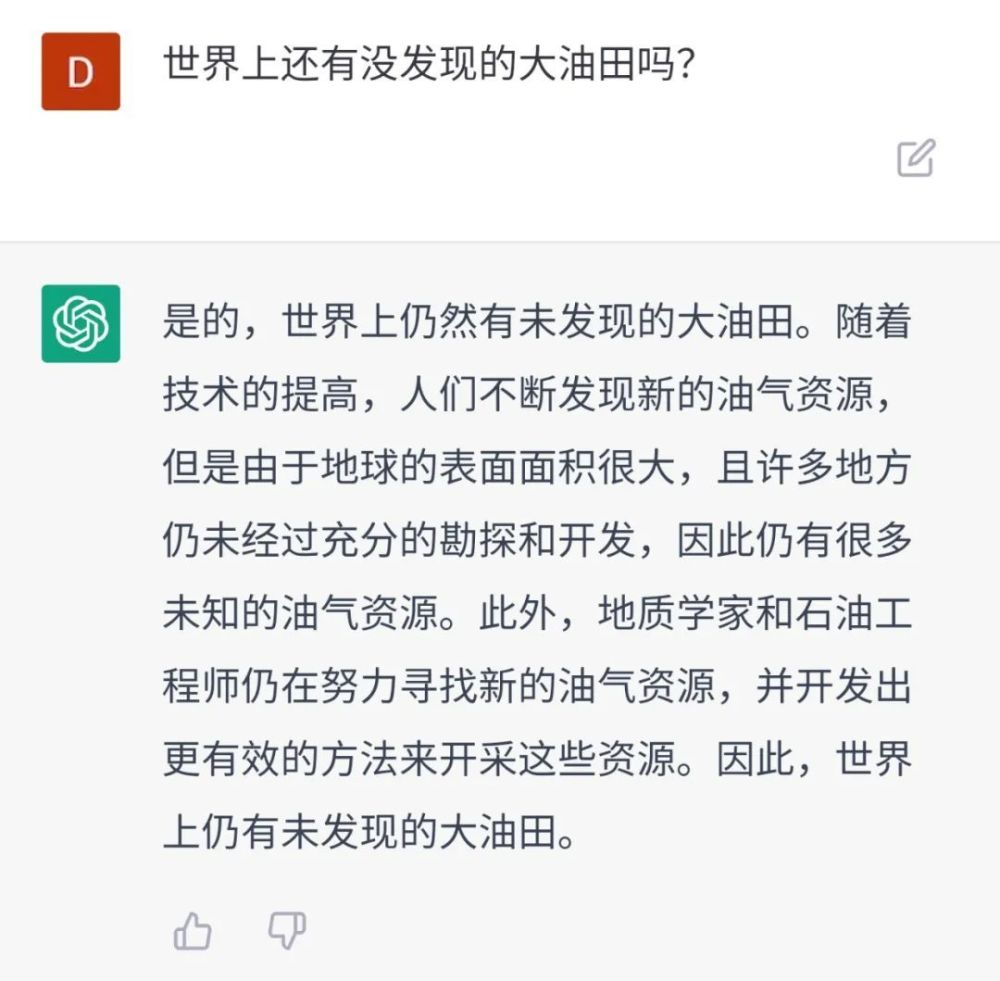 D
世界上还有没发现的大油田吗？
是的，世界上仍然有未发现的大油田。随着
技术的提高，人们不断发现新的油气资源，
但是由于地球的表面面积很大，且许多地方
仍未经过充分的勘探和开发，因此仍有很多
未知的油气资源。此外，地质学家和石油工
程师仍在努力寻找新的油气资源，并开发出
更有效的方法来开采这些资源。因此，世界
上仍有未发现的大油田。